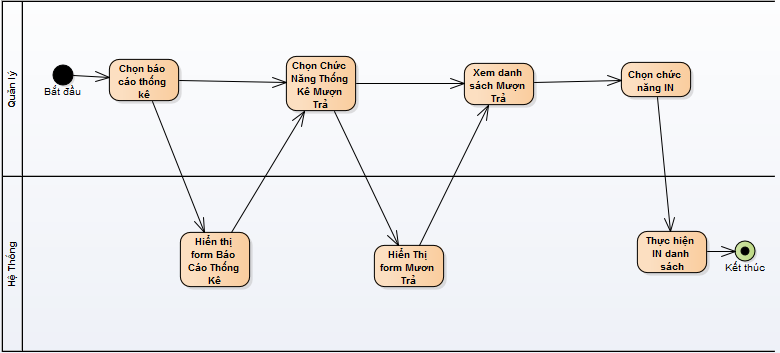 Quản lý
Bắt đầu
Chọn báo
cáo thống
kê
Chọn Chức
Năng Thống
Kê Mượn
Trả
Xem danh
sách Mượn
Trả
Chọn chức
năng IN
Hệ Thống
Hiển thị
form Báo
Cáo Thống
Kê
Hiển Thị
form Mươn
Trả
Thực hiện
IN danh
sách
Kết thúc